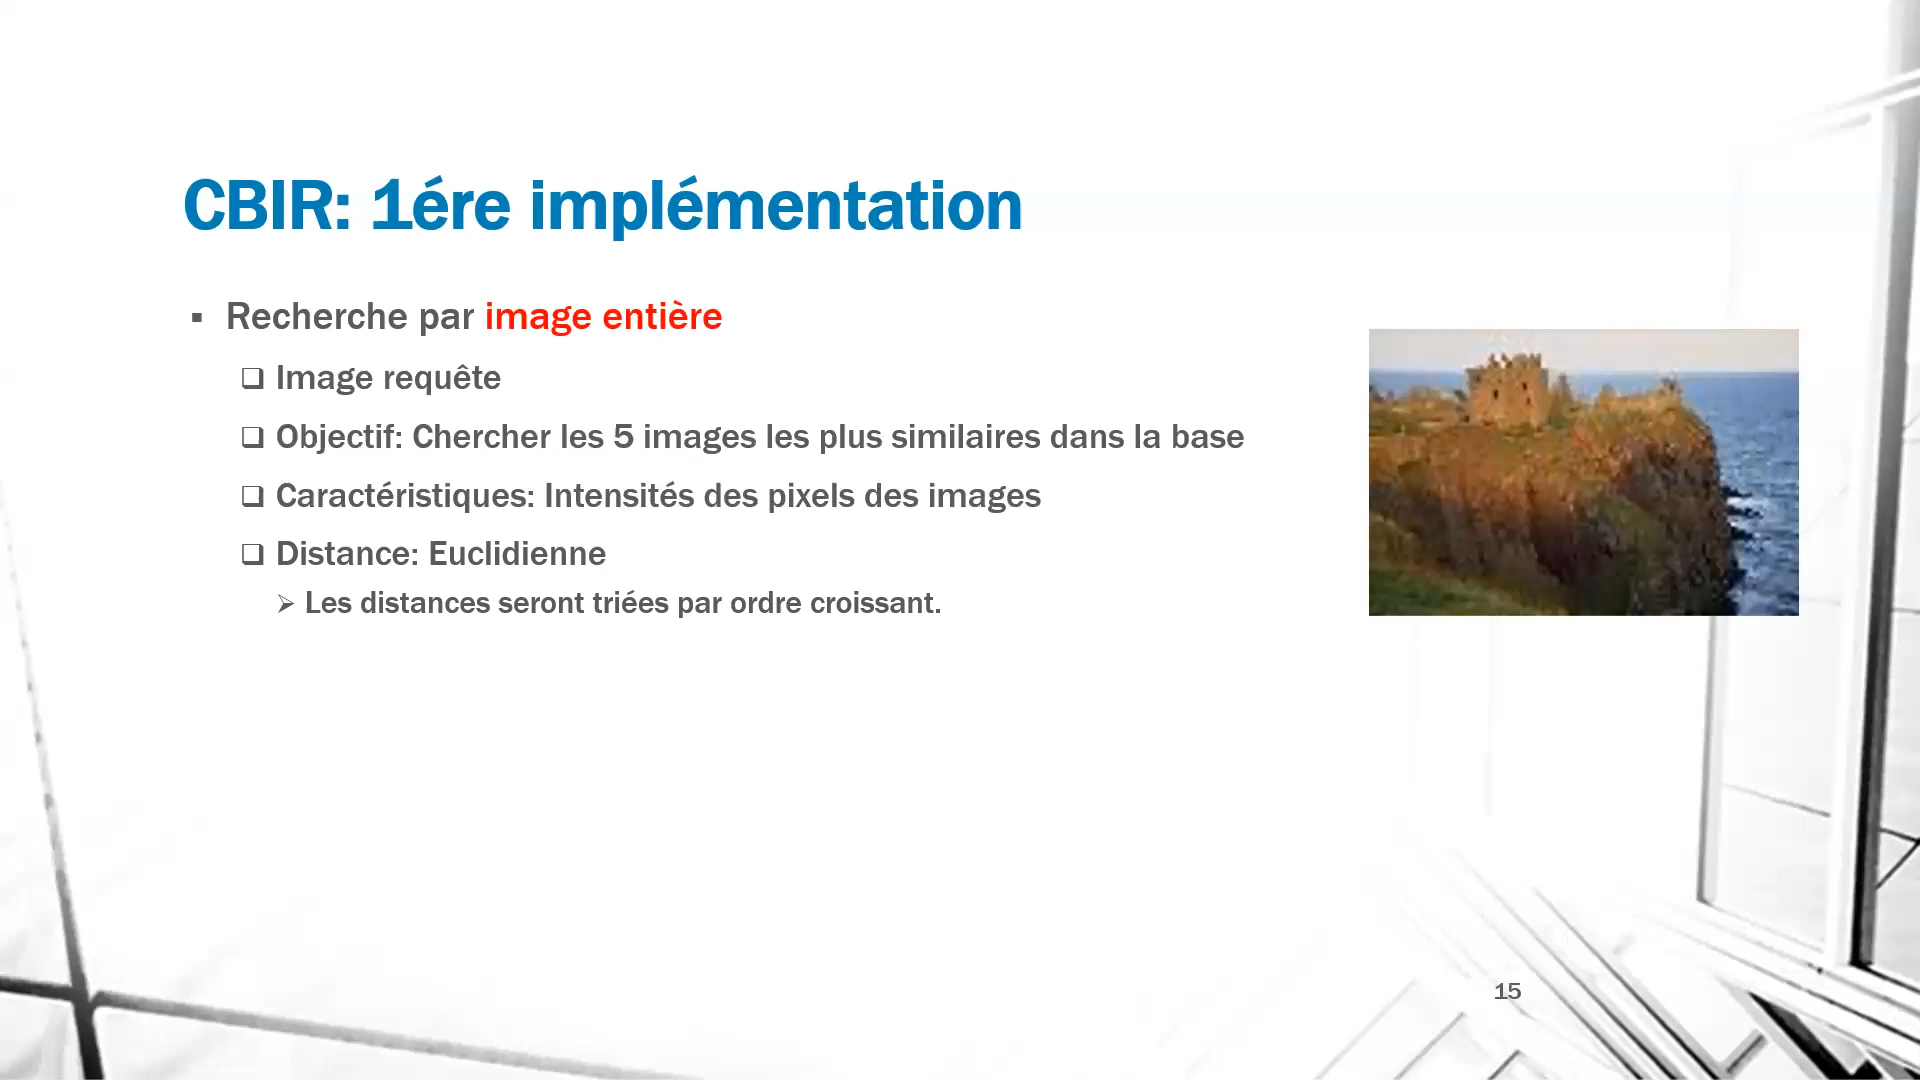 CBIR: 1ére implémentation
▪ Recherche par image entière
❑ Image requête
❑ Objectif: Chercher les 5 images les plus similaires dans la base
❑ Caractéristiques: Intensités des pixels des images
❑ Distance: Euclidienne
➢ Les distances seront triées par ordre croissant.
15